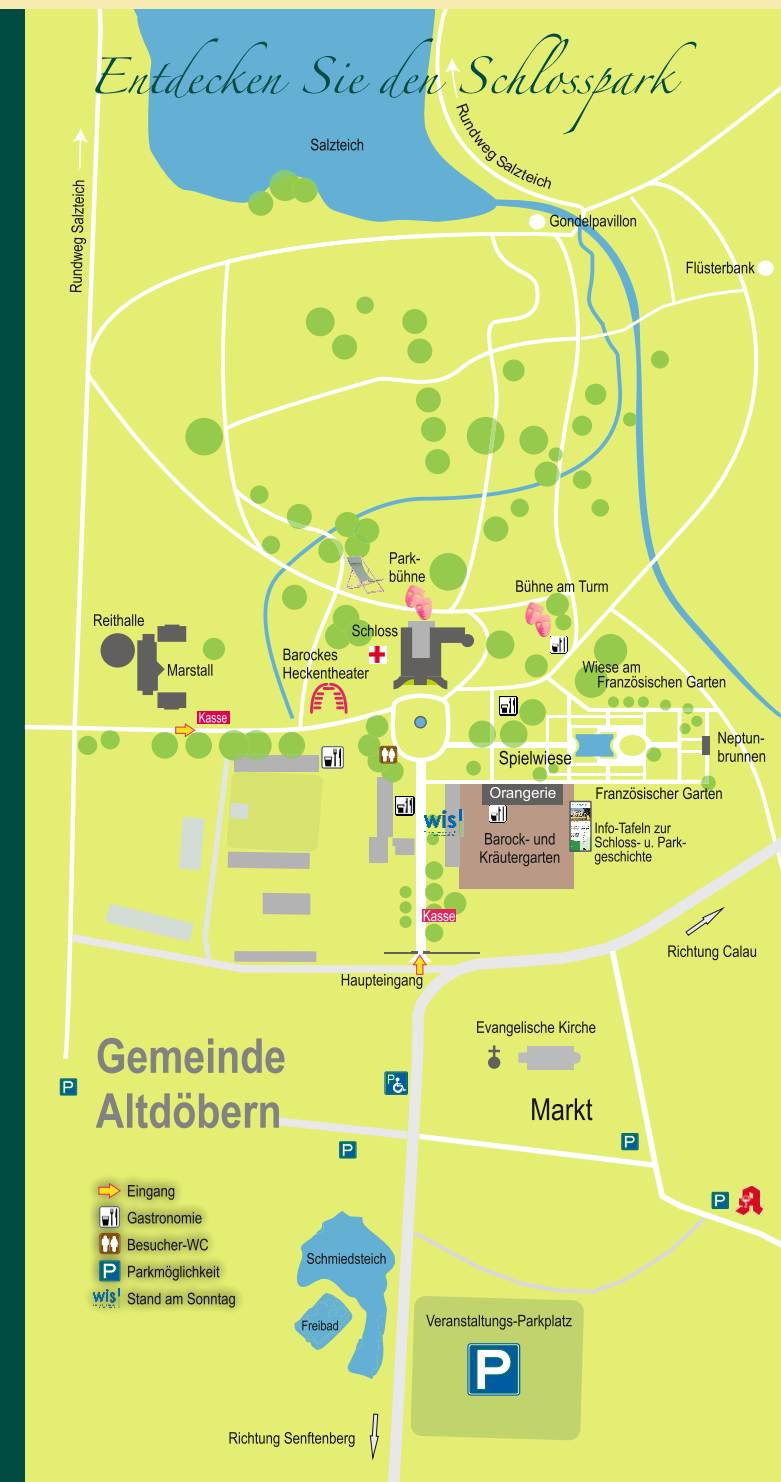 Entdecken Sie den Schlosspark
Salzteich
Rundweg Salzteich
Rundweg Salzteich
Gondelpavillon
Flüsterbank
Park-
bühne
Bühne am Turm
Reithalle
Schloss
Marstall
Barockes
Heckentheater
Wiese am
Französischen Garten
Kasse
Neptun-
brunnen
Spielwiese
Orangerie
Französischer Garten
wis!
Barock- und
Kräutergarten
Info-Tafeln zur
Schloss- u. Park-
geschichte
Kasse
Richtung Calau
Haupteingang
Evangelische Kirche
Gemeinde
Altdöbern
P
P
Markt
P
P
P
Eingang
Gastronomie
Besucher-WC
P Parkmöglichkeit
wis! Stand am Sonntag
Schmiedsteich
Freibad
Veranstaltungs-Parkplatz
P
Richtung Senftenberg